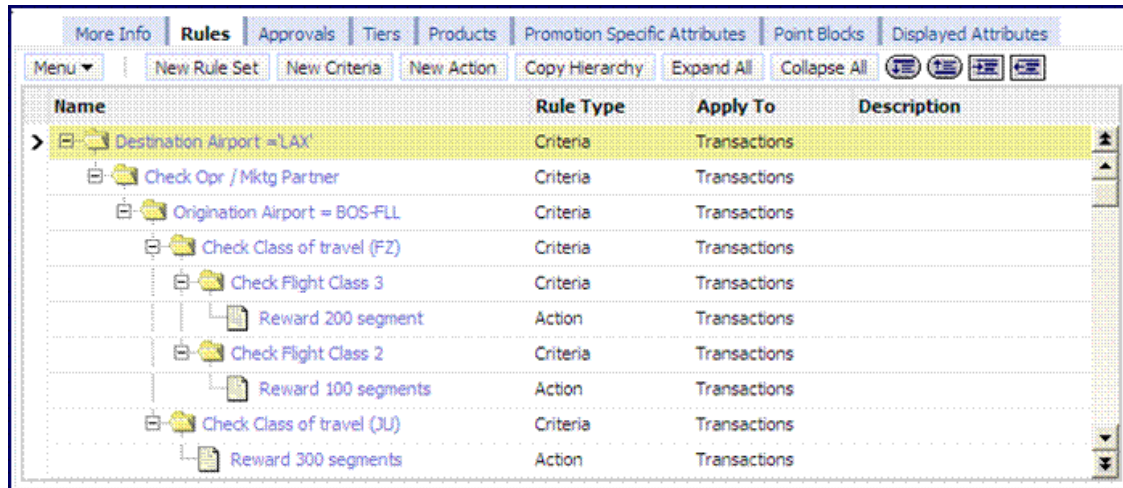 More Info Rules Approvals Tiers Products Promotion Specific Attributes Point Blocks Displayed Attributes
Menu New Rule Set New Criteria New Action Copy Hierarchy Expand All Collapse All
Name Rule Type Apply To Description
Destination Airport ='LAX' Criteria Transactions
Check Opr / Mktg Partner Criteria Transactions
Origination Airport = BOS-FLL Criteria Transactions
Check Class of travel (FZ) Criteria Transactions
Check Flight Class 3 Criteria Transactions
Reward 200 segment Action Transactions
Check Flight Class 2 Criteria Transactions
Reward 100 segments Action Transactions
Check Class of travel (JU) Criteria Transactions
Reward 300 segments Action Transactions